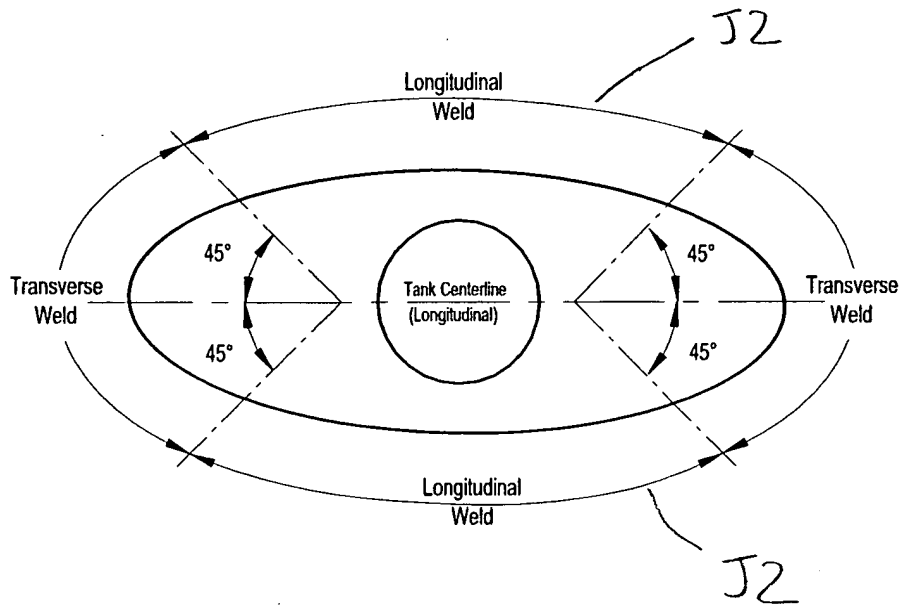 J2
Longitudinal
Weld
45°
45°
Transverse
Weld
Tank Centerline
(Longitudinal)
Transverse
Weld
45°
45°
Longitudinal
Weld
J2